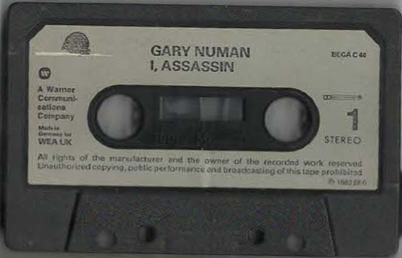 GARY NUMAN
I, ASSASSIN
BEGA C 40
A Warner
Communi-
cations
Company
Made in
Germany for
WEA UK
1
STEREO
All rights of the manufacturer and the owner of the recorded work reserved
Unauthorized copying, public performance and broadcasting of this tape prohibited
℗ 1982